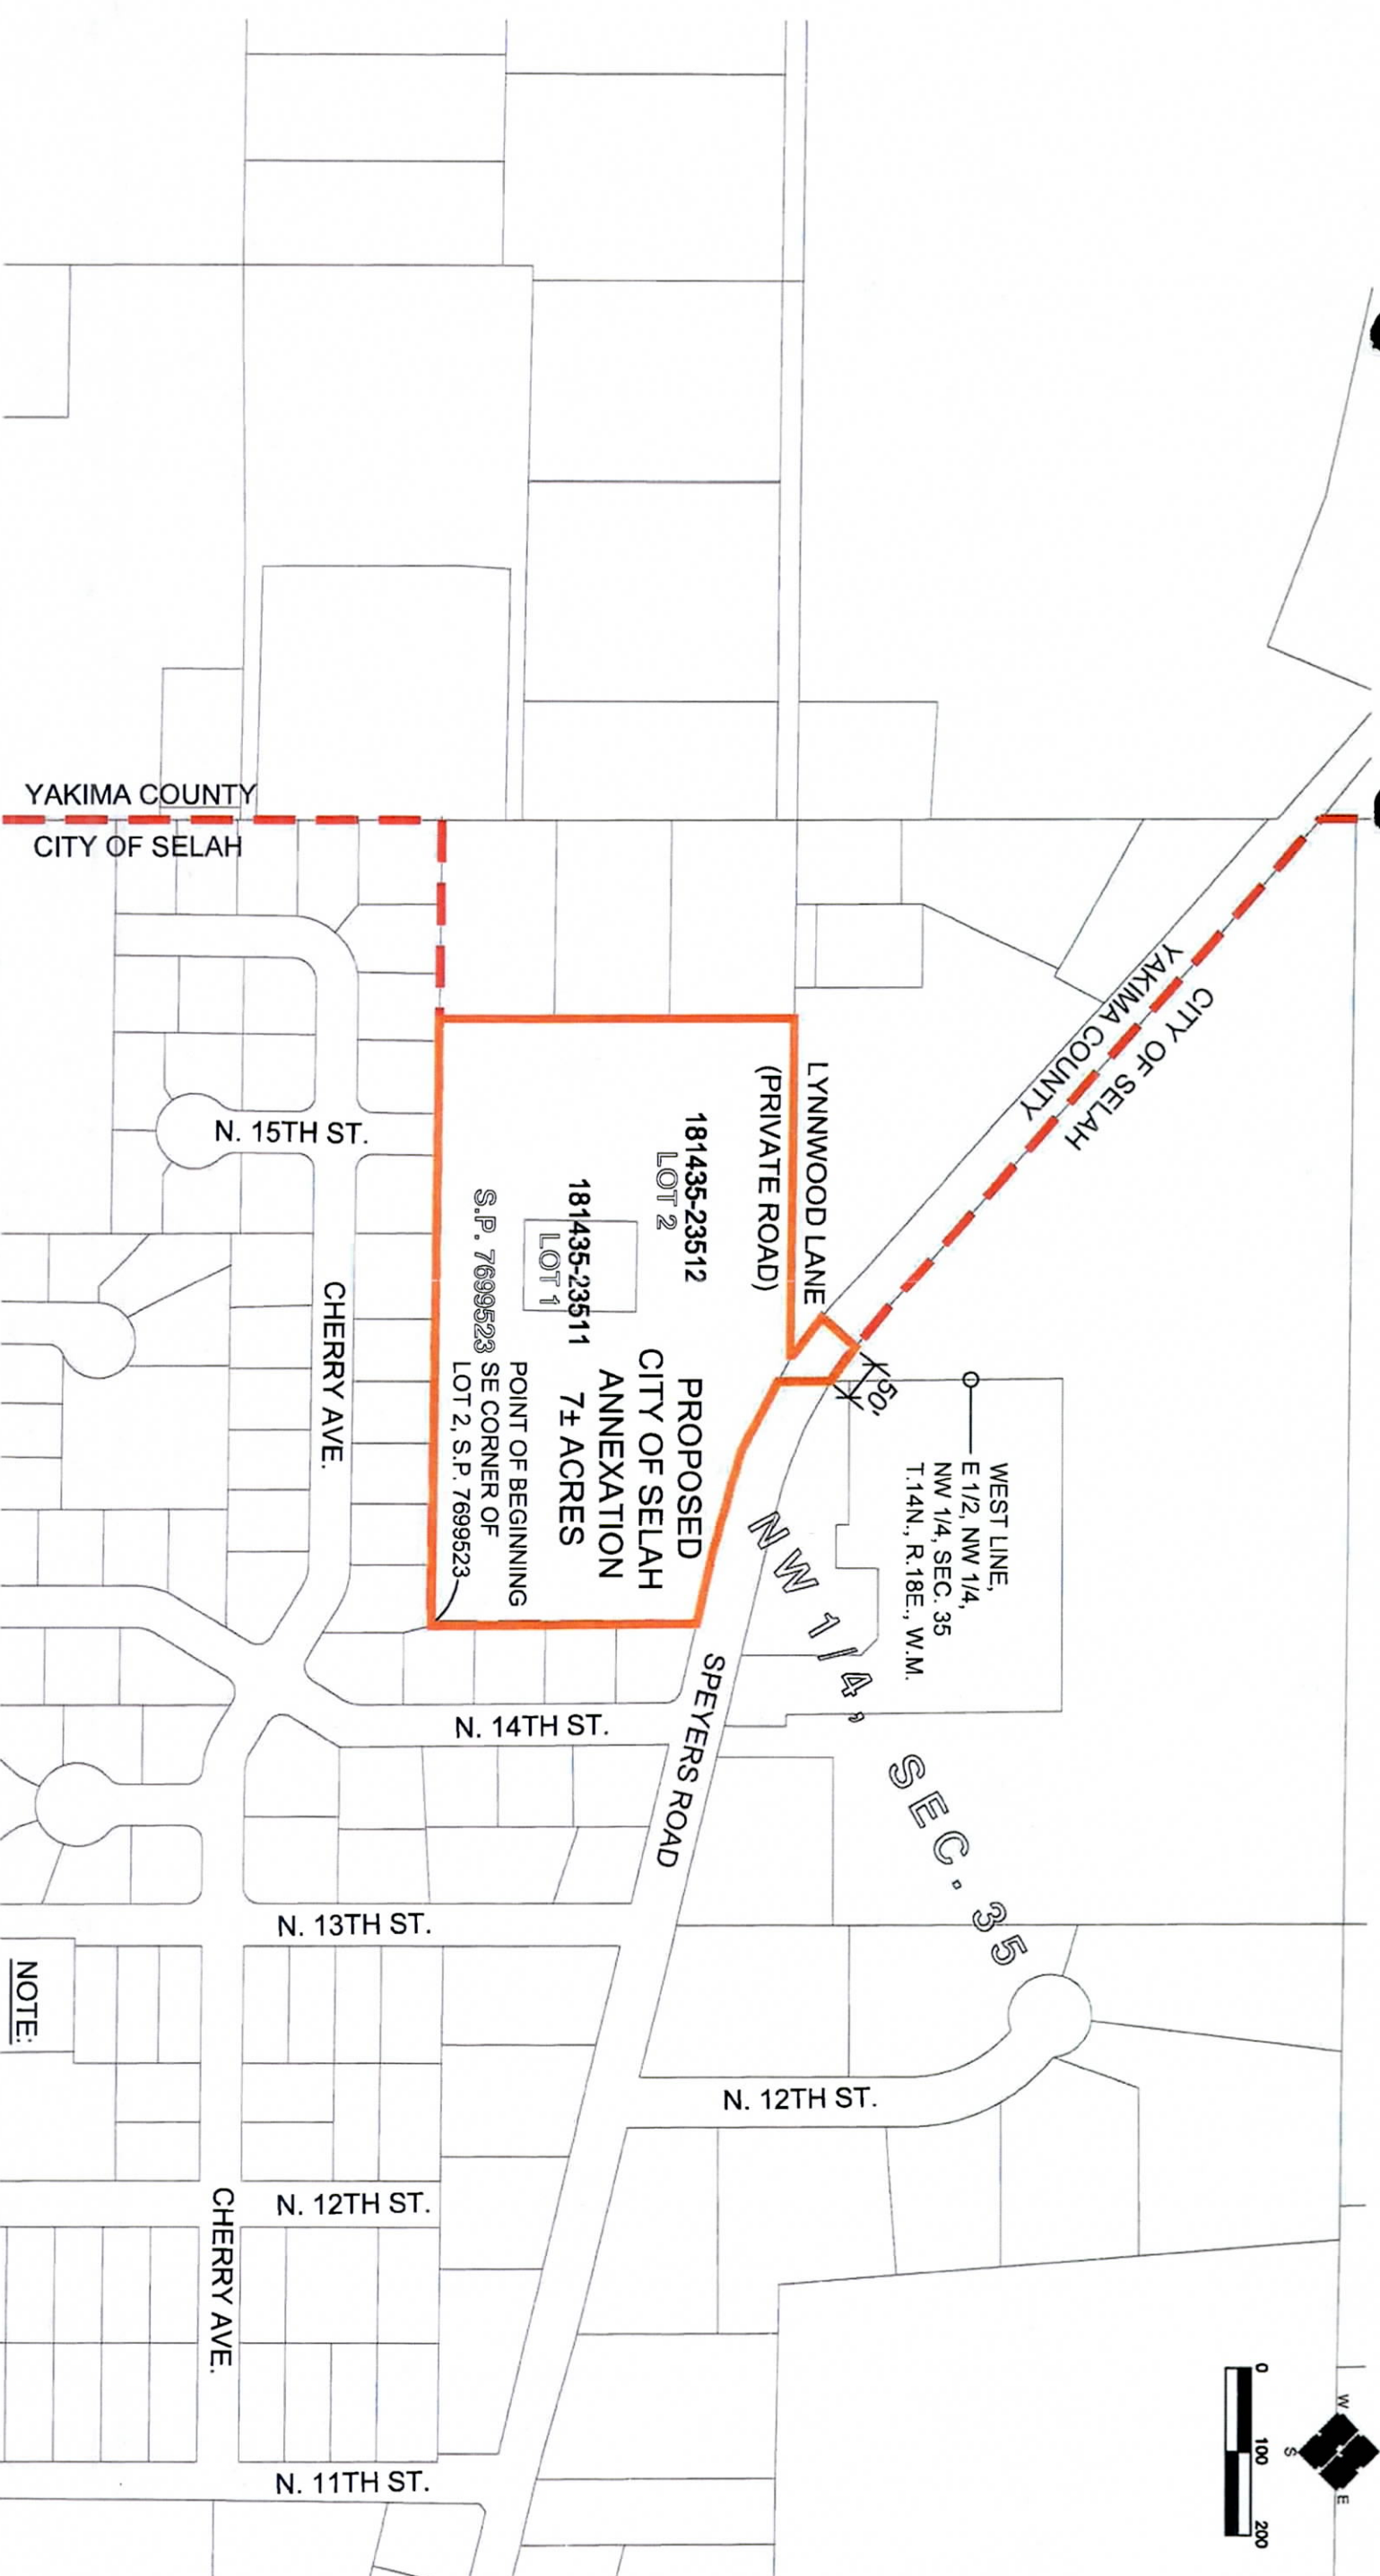 YAKIMA COUNTY
CITY OF SELAH
CITY OF SELAH
YAKIMA COUNTY
LYNNWOOD LANE
(PRIVATE ROAD)
50'
WEST LINE,
E 1/2, NW 1/4,
NW 1/4, SEC. 35
T.14N., R.18E., W.M.
181435-23512
LOT 2
181435-23511
LOT 1
S.P. 7699523
PROPOSED
CITY OF SELAH
ANNEXATION
7± ACRES
POINT OF BEGINNING
SE CORNER OF
LOT 2, S.P. 7699523
NW 1/4, SEC. 35
N. 15TH ST.
CHERRY AVE.
SPEYERS ROAD
N. 14TH ST.
N. 13TH ST.
N. 12TH ST.
N. 12TH ST.
CHERRY AVE.
N. 11TH ST.
NOTE:
0 100 200
W
S
E